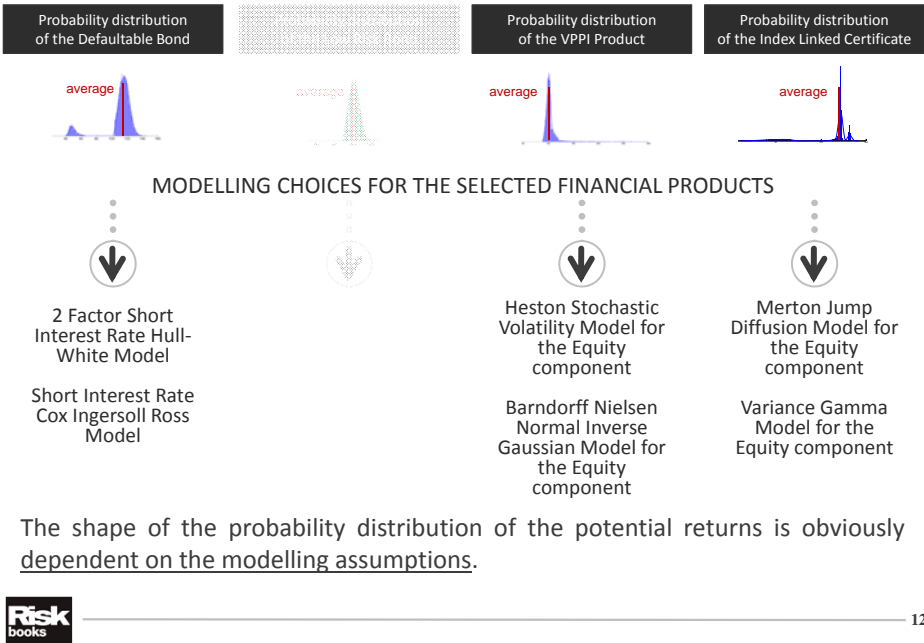 Probability distribution
of the Defaultable Bond
Probability distribution
of the VPPI Product
Probability distribution
of the Index Linked Certificate
average
average
average
average
MODELLING CHOICES FOR THE SELECTED FINANCIAL PRODUCTS
2 Factor Short
Interest Rate Hull-
White Model
Short Interest Rate
Cox Ingersoll Ross
Model
Heston Stochastic
Volatility Model for
the Equity
component
Barndorff Nielsen
Normal Inverse
Gaussian Model for
the Equity
component
Merton Jump
Diffusion Model for
the Equity
component
Variance Gamma
Model for the
Equity component
The shape of the probability distribution of the potential returns is obviously
dependent on the modelling assumptions.
Risk
books
12